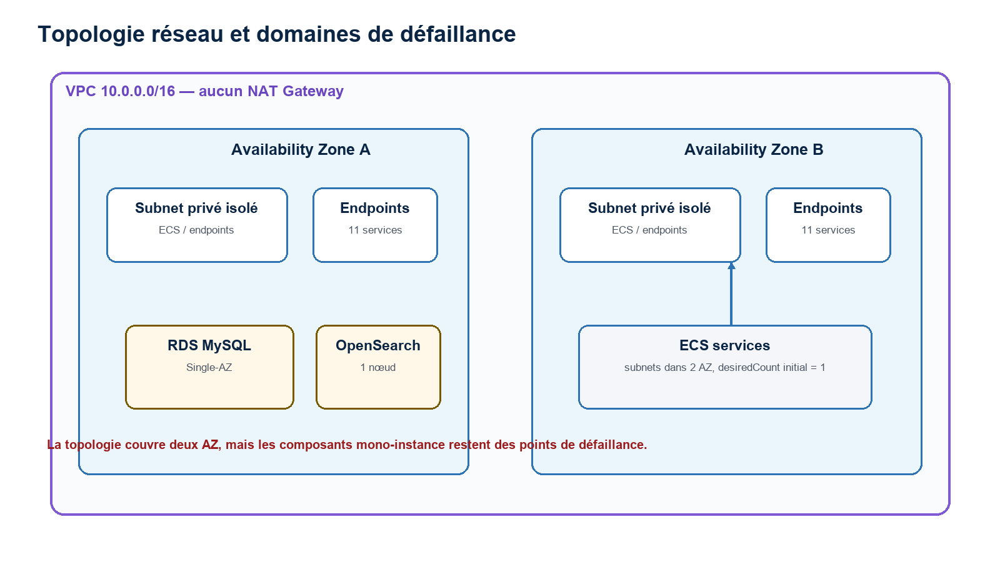 Topologie réseau et domaines de défaillance
VPC 10.0.0.0/16 — aucun NAT Gateway
Availability Zone A
Subnet privé isolé
ECS / endpoints
Endpoints
11 services
RDS MySQL
Single-AZ
OpenSearch
1 nœud
Availability Zone B
Subnet privé isolé
ECS / endpoints
Endpoints
11 services
ECS services
subnets dans 2 AZ, desiredCount initial = 1
La topologie couvre deux AZ, mais les composants mono-instance restent des points de défaillance.